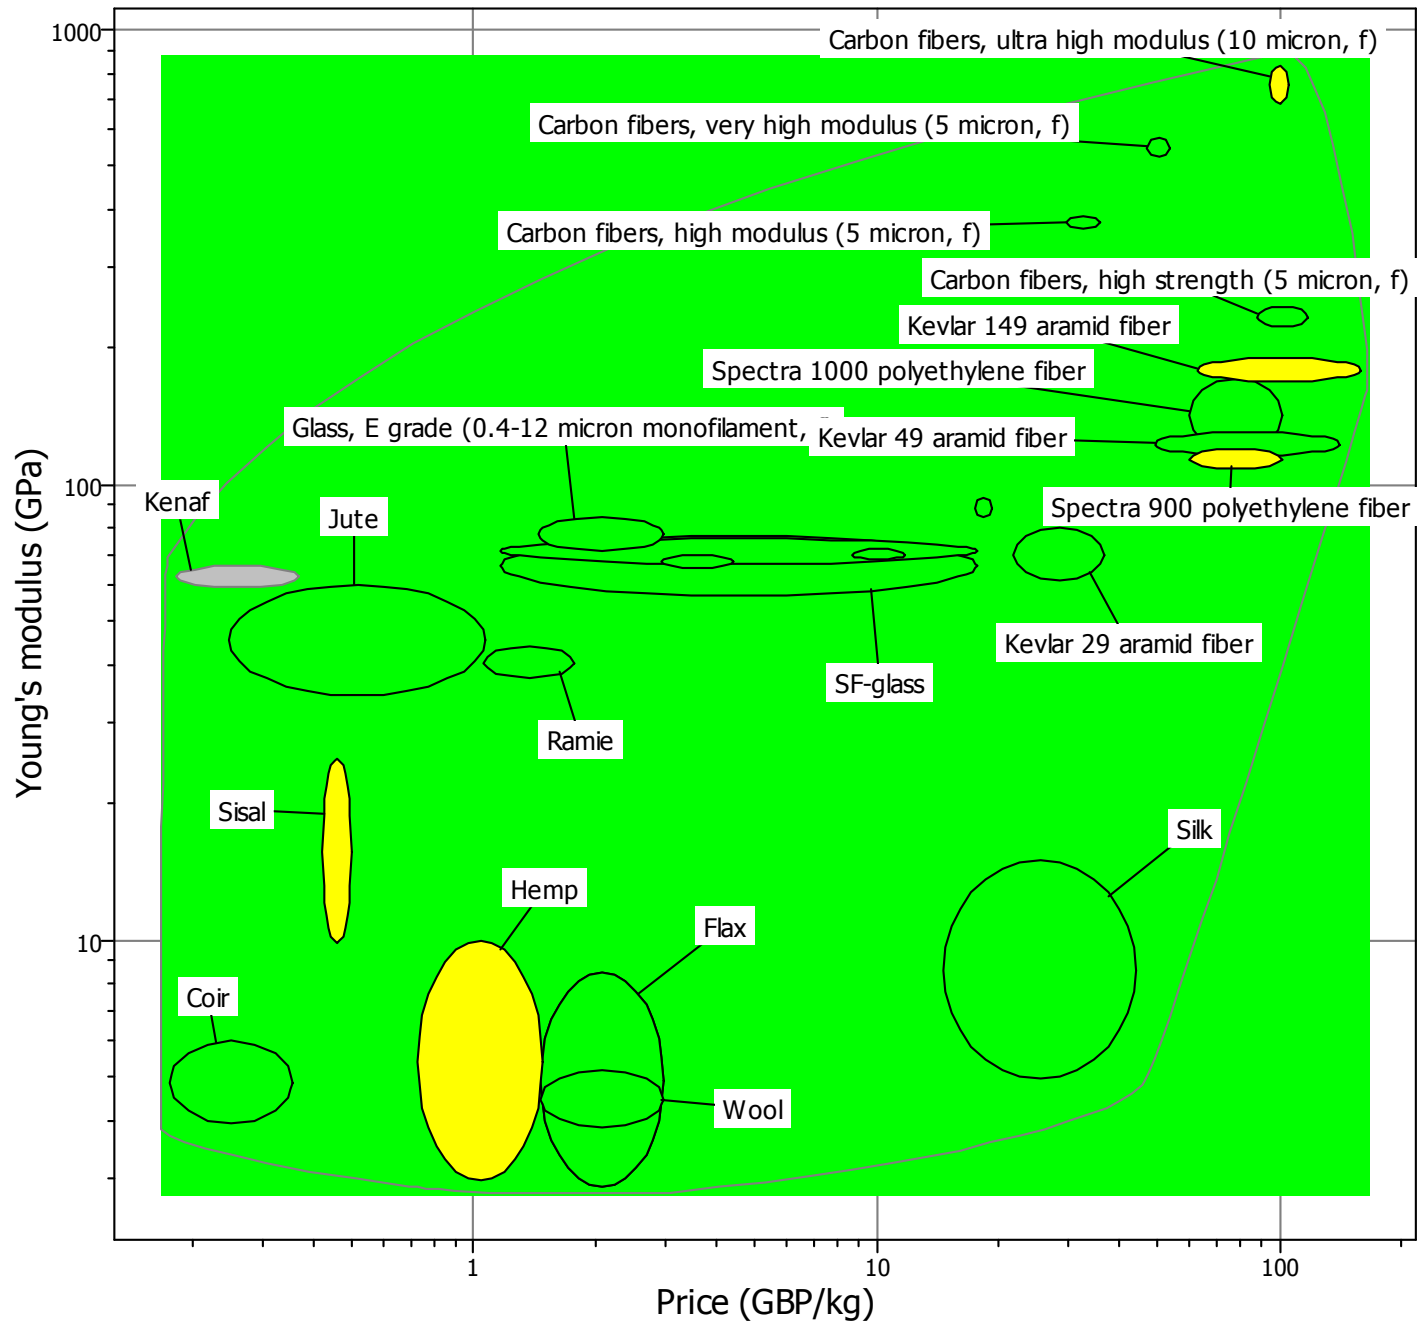 1000
Carbon fibers, ultra high modulus (10 micron, f)
Carbon fibers, very high modulus (5 micron, f)
Carbon fibers, high modulus (5 micron, f)
Carbon fibers, high strength (5 micron, f)
Kevlar 149 aramid fiber
Spectra 1000 polyethylene fiber
Glass, E grade (0.4-12 micron monofilament,
Kevlar 49 aramid fiber
100
Kenaf
Spectra 900 polyethylene fiber
Jute
Kevlar 29 aramid fiber
SF-glass
Ramie
Young's modulus (GPa)
Sisal
Silk
Hemp
Flax
10
Coir
Wool
1
10
100
Price (GBP/kg)